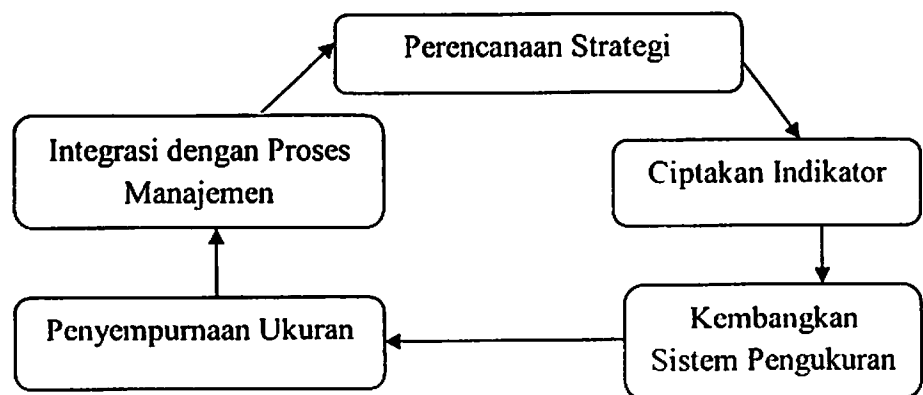 Perencanaan Strategi
Integrasi dengan Proses
Manajemen
Ciptakan Indikator
Penyempurnaan Ukuran
Kembangkan
Sistem Pengukuran